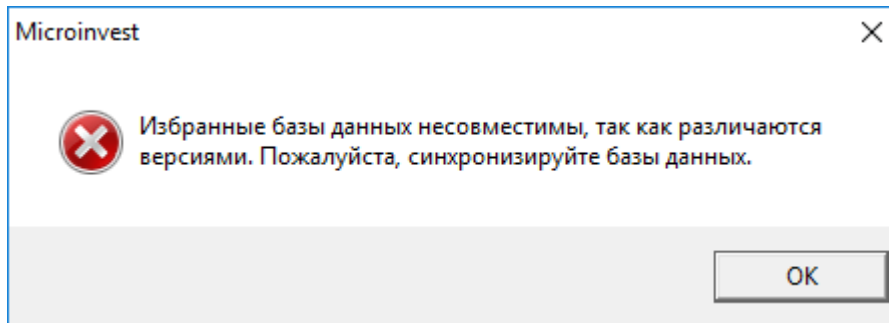 Microinvest
Избранные базы данных несовместимы, так как различаются
версиями. Пожалуйста, синхронизируйте базы данных.
OK